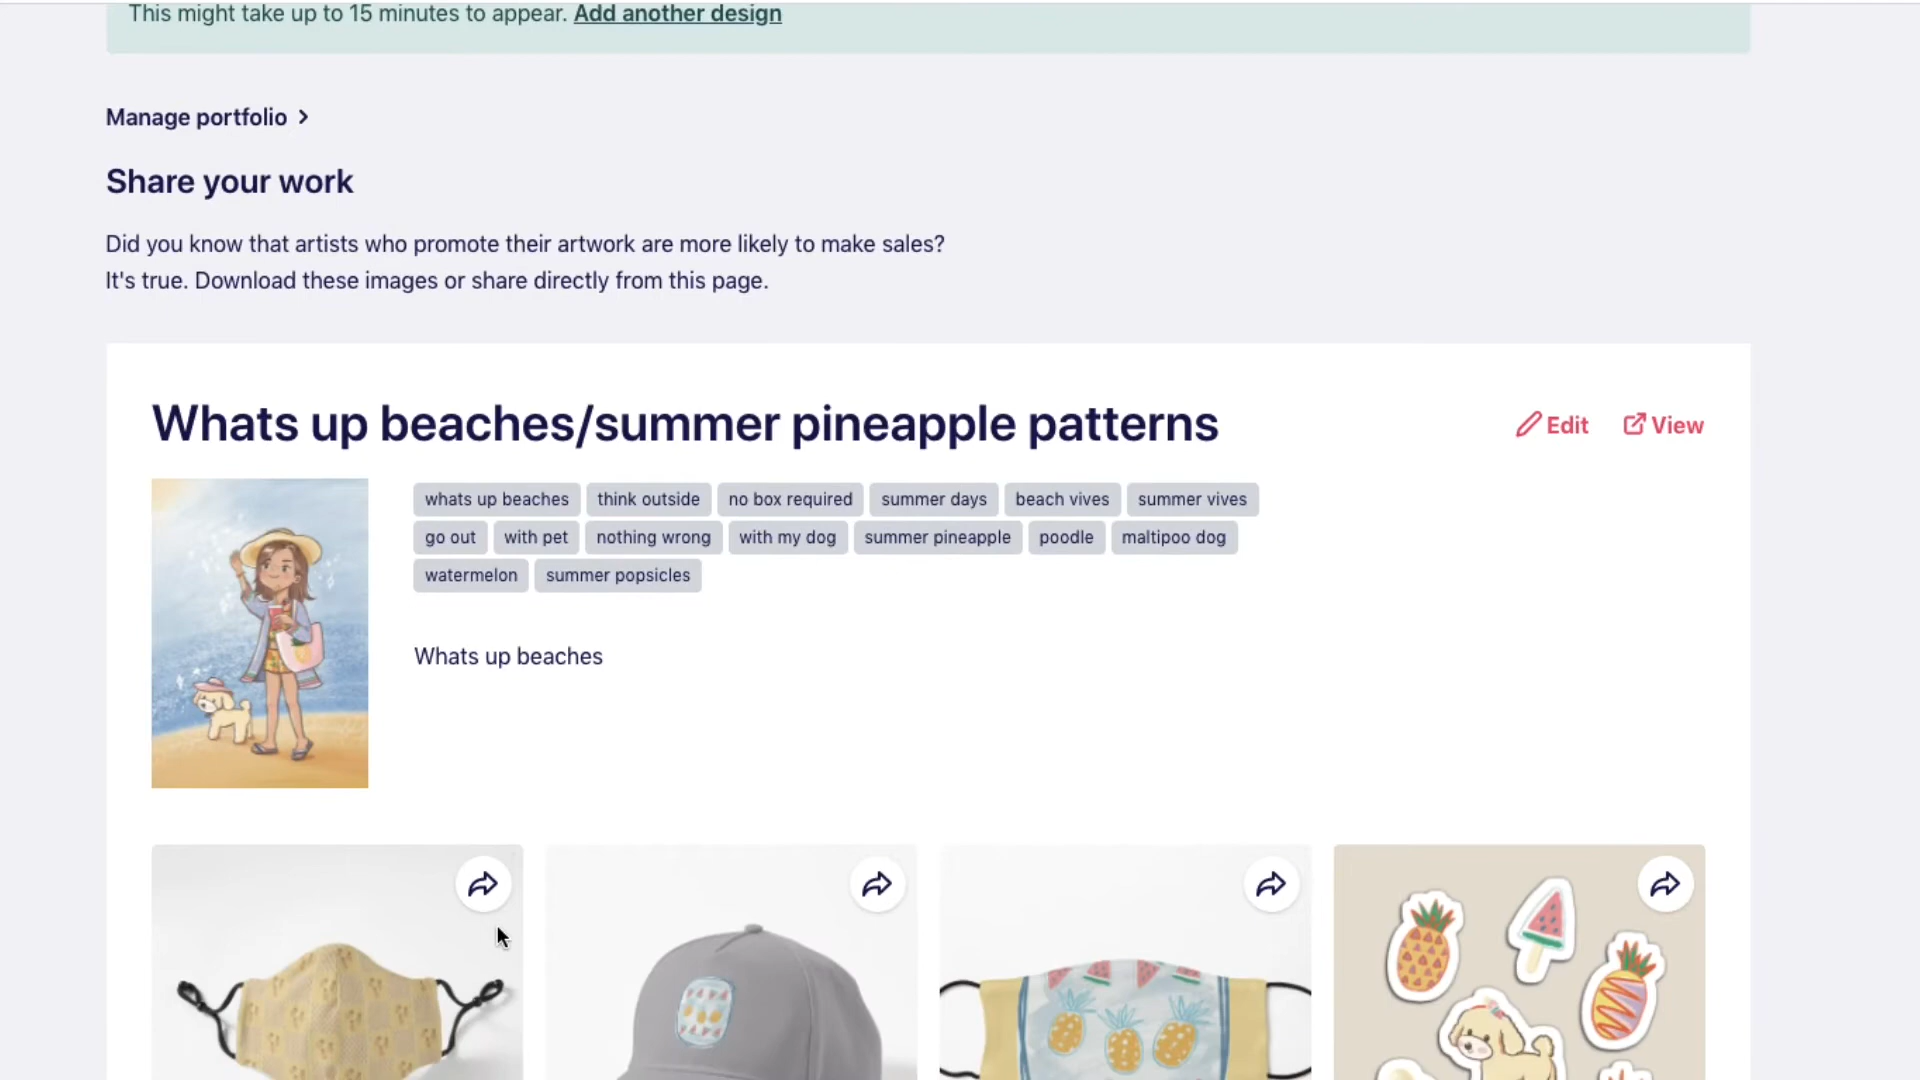 This might take up to 15 minutes to appear. Add another design
Manage portfolio
Share your work
Did you know that artists who promote their artwork are more likely to make sales?
It's true. Download these images or share directly from this page.
Whats up beaches/summer pineapple patterns
Edit
View
whats up beaches think outside no box required summer days beach vives summer vives
go out with pet nothing wrong with my dog summer pineapple poodle maltipoo dog
watermelon summer popsicles
Whats up beaches